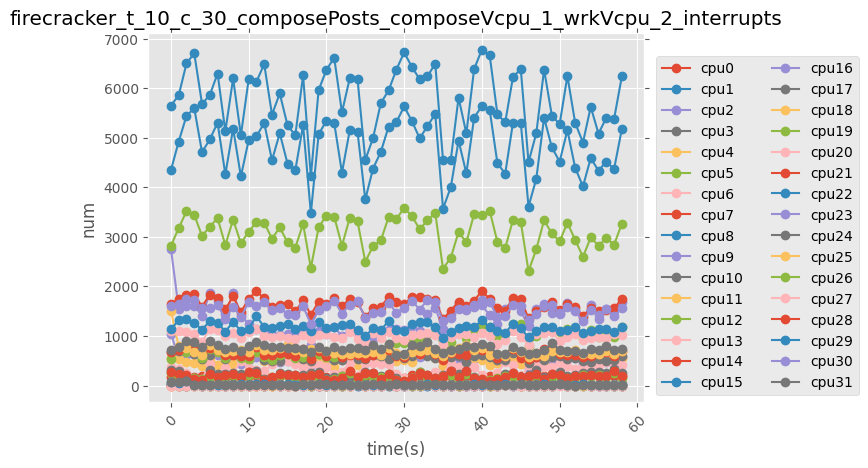 firecracker_t_10_c_30_composePosts_composeVcpu_1_wrkVcpu_2_interrupts
7000
6000
5000
4000
3000
2000
1000
0
num
0
10
20
30
40
50
60
time(s)
cpu0
cpu1
cpu2
cpu3
cpu4
cpu5
cpu6
cpu7
cpu8
cpu9
cpu10
cpu11
cpu12
cpu13
cpu14
cpu15
cpu16
cpu17
cpu18
cpu19
cpu20
cpu21
cpu22
cpu23
cpu24
cpu25
cpu26
cpu27
cpu28
cpu29
cpu30
cpu31